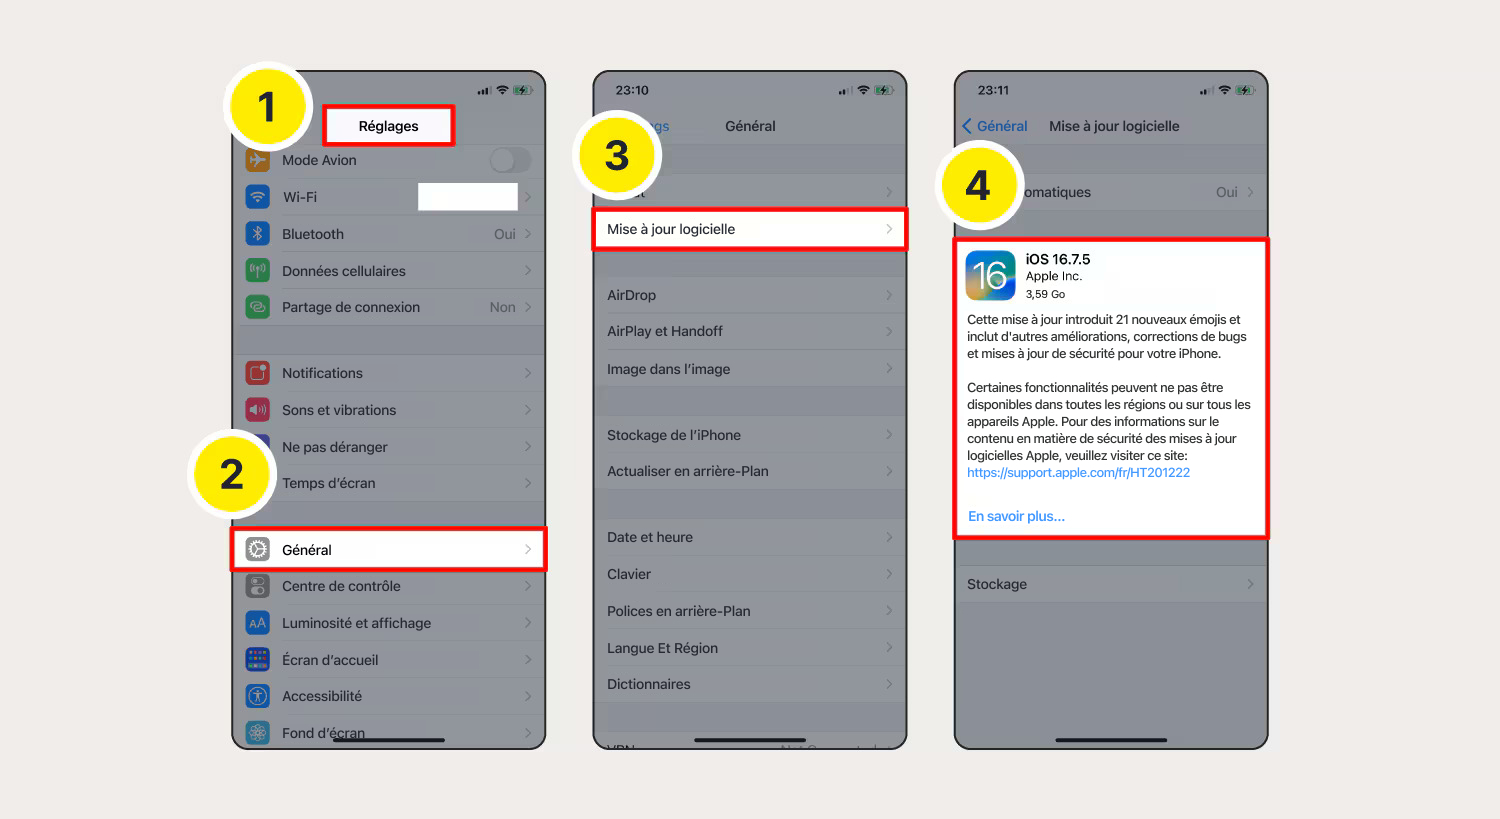 1
Réglages
Mode Avion
Wi-Fi
Bluetooth Oui
Données cellulaires
Partage de connexion Non
Notifications
Sons et vibrations
Ne pas déranger
2
Temps d'écran
Général
Centre de contrôle
AA Luminosité et affichage
Écran d'accueil
Accessibilité
Fond d'écran
23:10
gs Général
3
Mise à jour logicielle
AirDrop
AirPlay et Handoff
Image dans l'image
Stockage de l'iPhone
Actualiser en arrière-Plan
Date et heure
Clavier
Polices en arrière-Plan
Langue Et Région
Dictionnaires
VPN
23:11
Général Mise à jour logicielle
4
omatiques Oui
16
iOS 16.7.5
Apple Inc.
3,59 Go
Cette mise à jour introduit 21 nouveaux émojis et
inclut d'autres améliorations, corrections de bugs
et mises à jour de sécurité pour votre iPhone.
Certaines fonctionnalités peuvent ne pas être
disponibles dans toutes les régions ou sur tous les
appareils Apple. Pour des informations sur le
contenu en matière de sécurité des mises à jour
logicielles Apple, veuillez visiter ce site:
https://support.apple.com/fr/HT201222
En savoir plus...
Stockage